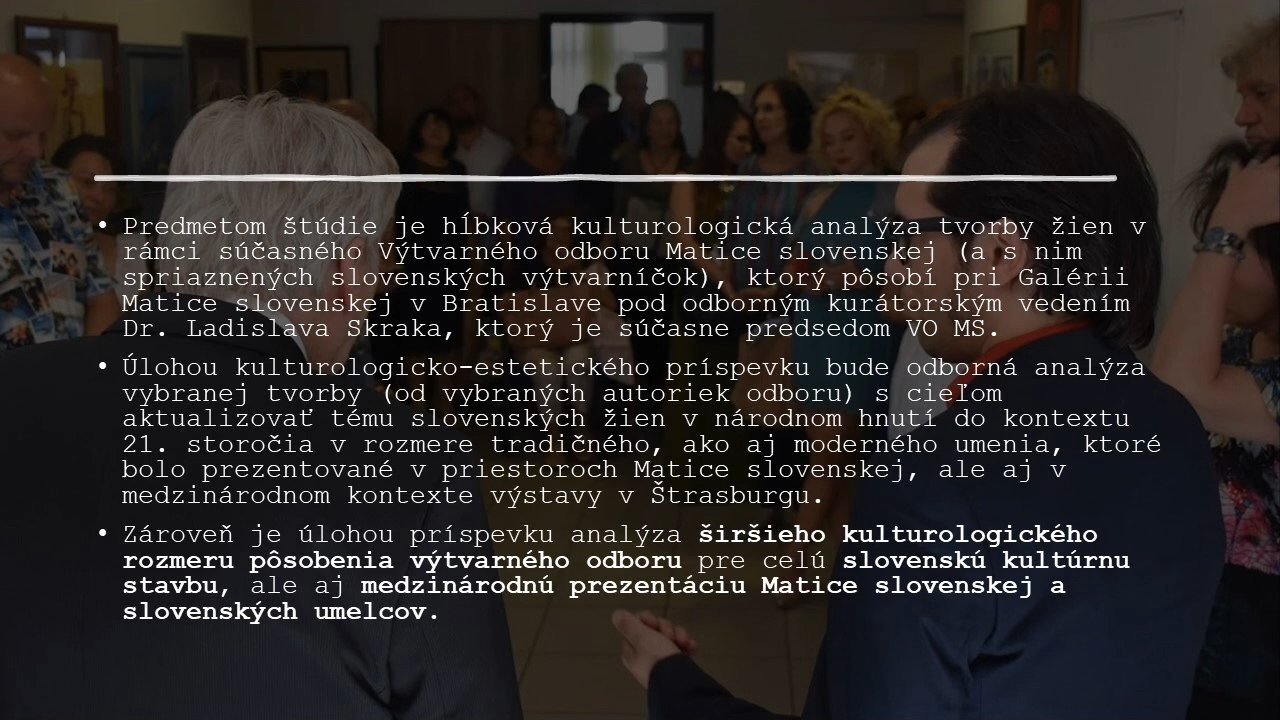 • Predmetom štúdie je hĺbková kulturologická analýza tvorby žien v
rámci súčasného Výtvarného odboru Matice slovenskej (a s nim
spriaznených slovenských výtvarníčok), ktorý pôsobí pri Galérii
Matice slovenskej v Bratislave pod odborným kurátorským vedením
Dr. Ladislava Skraka, ktorý je súčasne predsedom VO MS.
• Úlohou kulturologicko-estetického príspevku bude odborná analýza
vybranej tvorby (od vybraných autoriek odboru) s cieľom
aktualizovať tému slovenských žien v národnom hnutí do kontextu
21. storočia v rozmere tradičného, ako aj moderného umenia, ktoré
bolo prezentované v priestoroch Matice slovenskej, ale aj v
medzinárodnom kontexte výstavy v Štrasburgu.
• Zároveň je úlohou príspevku analýza širšieho kulturologického
rozmeru pôsobenia výtvarného odboru pre celú slovenskú kultúrnu
stavbu, ale aj medzinárodnú prezentáciu Matice slovenskej a
slovenských umelcov.